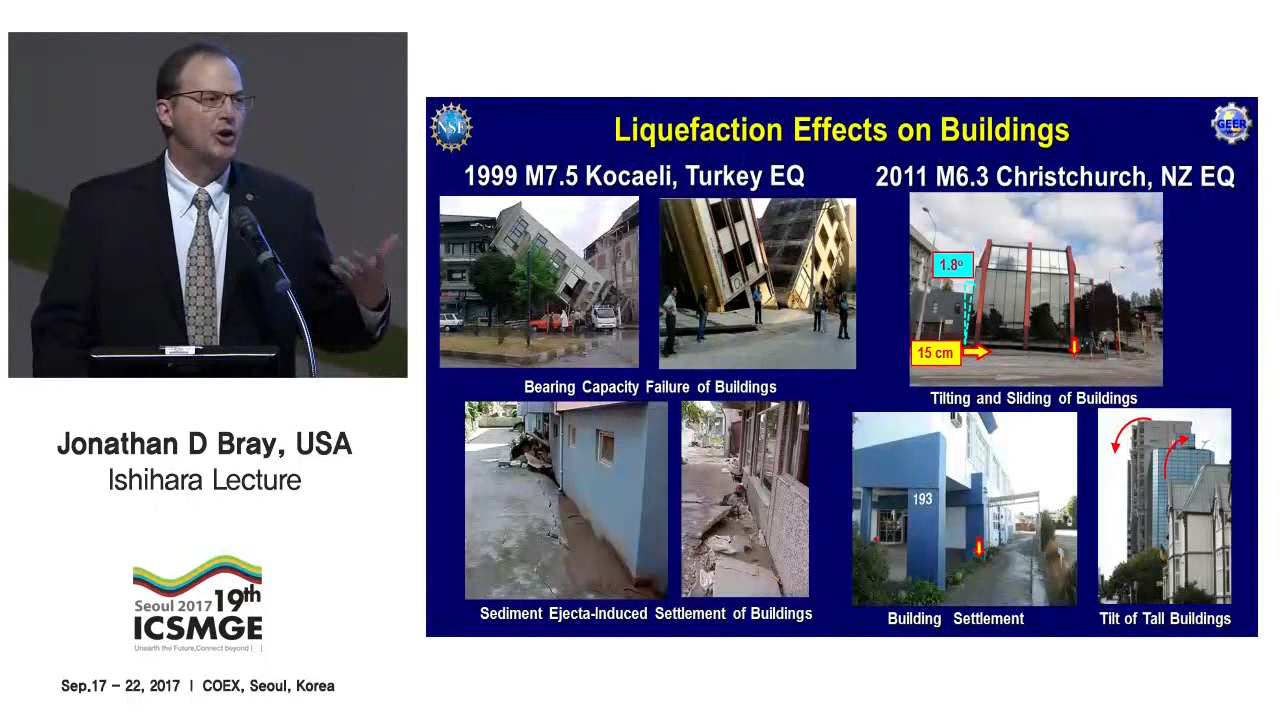 Jonathan D Bray, USA
Ishihara Lecture
Seoul 2017 19th
ICSMGE
Unearth the Future, Connect beyond [ ]
Sep.17 – 22, 2017 | COEX, Seoul, Korea
NSF
Liquefaction Effects on Buildings
GEER
1999 M7.5 Kocaeli, Turkey EQ
2011 M6.3 Christchurch, NZ EQ
1.8º
15 cm
Bearing Capacity Failure of Buildings
Tilting and Sliding of Buildings
193
Sediment Ejecta-Induced Settlement of Buildings
Building Settlement
Tilt of Tall Buildings